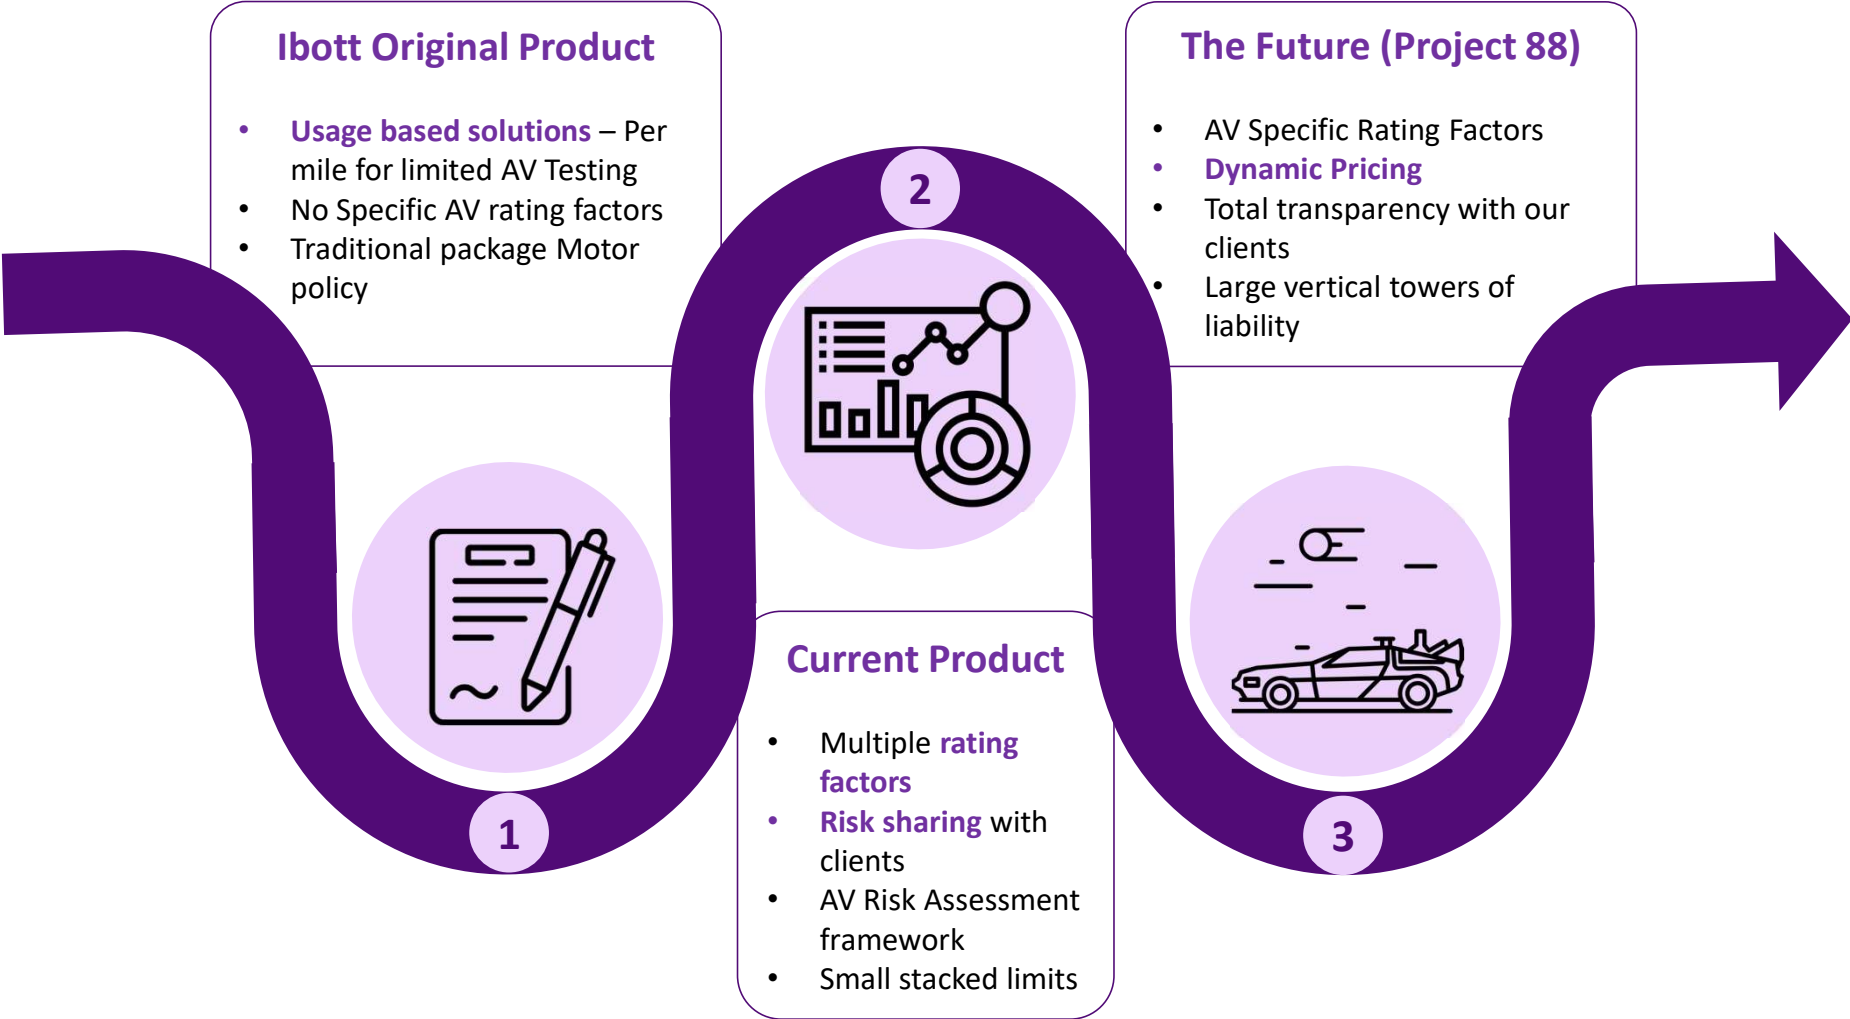 Ibott Original Product
• Usage based solutions – Per
mile for limited AV Testing
• No Specific AV rating factors
• Traditional package Motor
policy
1
2
Current Product
• Multiple rating
factors
• Risk sharing with
clients
• AV Risk Assessment
framework
• Small stacked limits
The Future (Project 88)
• AV Specific Rating Factors
• Dynamic Pricing
• Total transparency with our
clients
• Large vertical towers of
liability
3